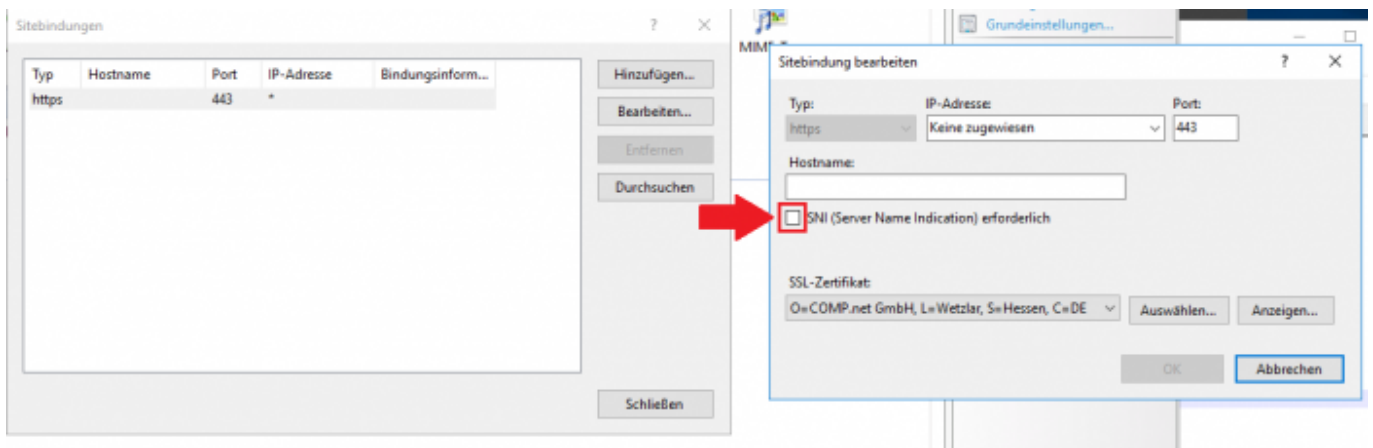 Sitebindungen ? ×
Typ Hostname Port IP-Adresse Bindungsinform...
https 443 *
Hinzufügen...
Bearbeiten...
Entfernen
Durchsuchen
Schließen
Grundeinstellungen...
Sitebindung bearbeiten ? ×
Typ: IP-Adresse: Port:
https Keine zugewiesen 443
Hostname:
SNI (Server Name Indication) erforderlich
SSL-Zertifikat:
O=COMP.net GmbH, L=Wetzlar, S=Hessen, C=DE Auswählen... Anzeigen...
OK Abbrechen